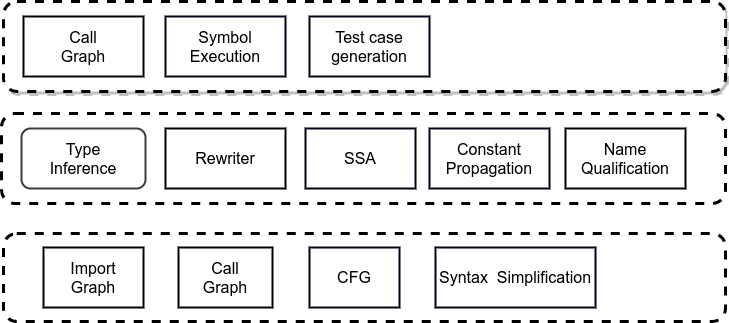 Call
Graph
Symbol
Execution
Test case
generation
Type
Inference
Rewriter
SSA
Constant
Propagation
Name
Qualification
Import
Graph
Call
Graph
CFG
Syntax  Simplification